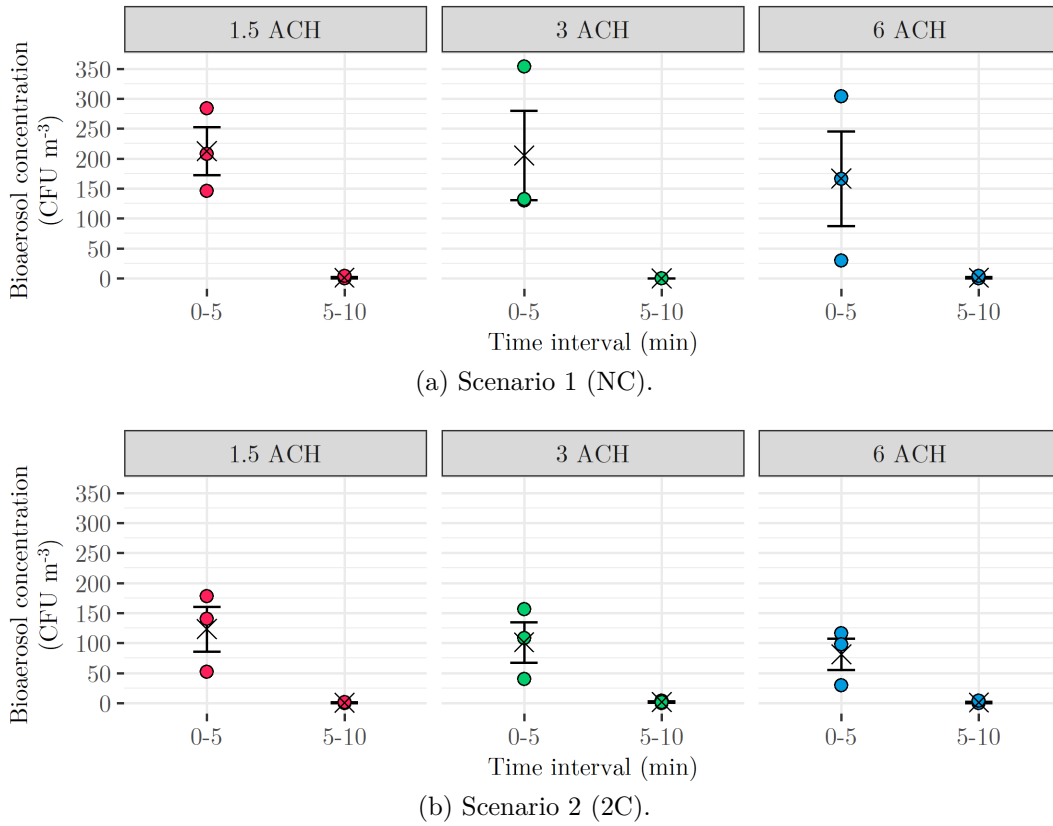 1.5 ACH 3 ACH 6 ACH
Bioaerosol concentration
(CFU m⁻³)
350
300
250
200
150
100
50
0
0-5 5-10 0-5 5-10 0-5 5-10
Time interval (min)
(a) Scenario 1 (NC).
1.5 ACH 3 ACH 6 ACH
Bioaerosol concentration
(CFU m⁻³)
350
300
250
200
150
100
50
0
0-5 5-10 0-5 5-10 0-5 5-10
Time interval (min)
(b) Scenario 2 (2C).